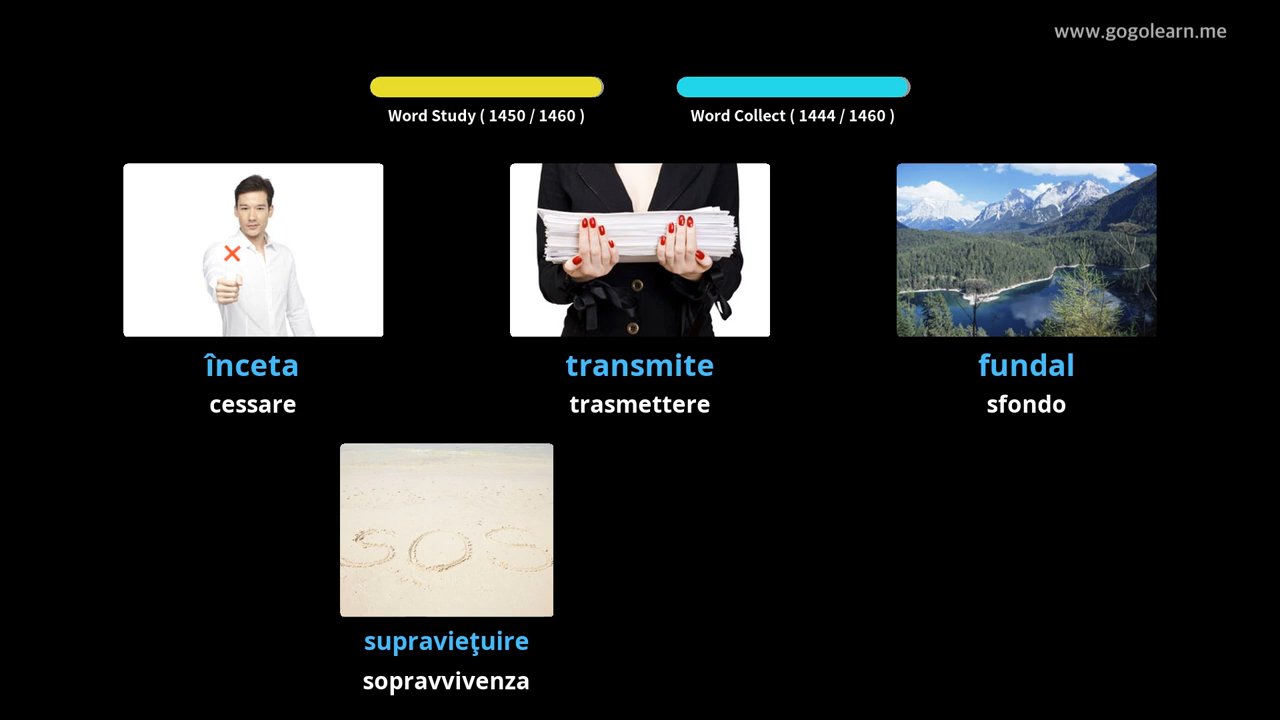 www.gogolearn.me
Word Study ( 1450 / 1460 )
Word Collect ( 1444 / 1460 )
înceta
transmite
fundal
cessare
trasmettere
sfondo
SOS
supravieţuire
sopravvivenza